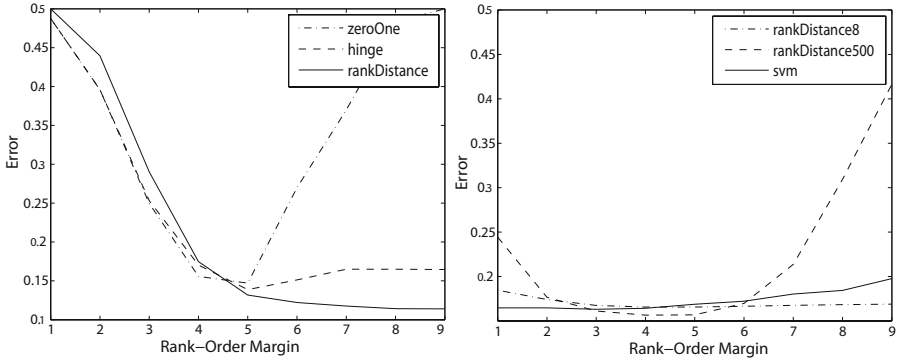 0.5
0.45
0.4
0.35
0.3
0.25
0.2
0.15
0.1
Error
zeroOne
hinge
rankDistance
1 2 3 4 5 6 7 8 9
Rank−Order Margin
0.5
0.45
0.4
0.35
0.3
0.25
0.2
Error
rankDistance8
rankDistance500
svm
1 2 3 4 5 6 7 8 9
Rank−Order Margin